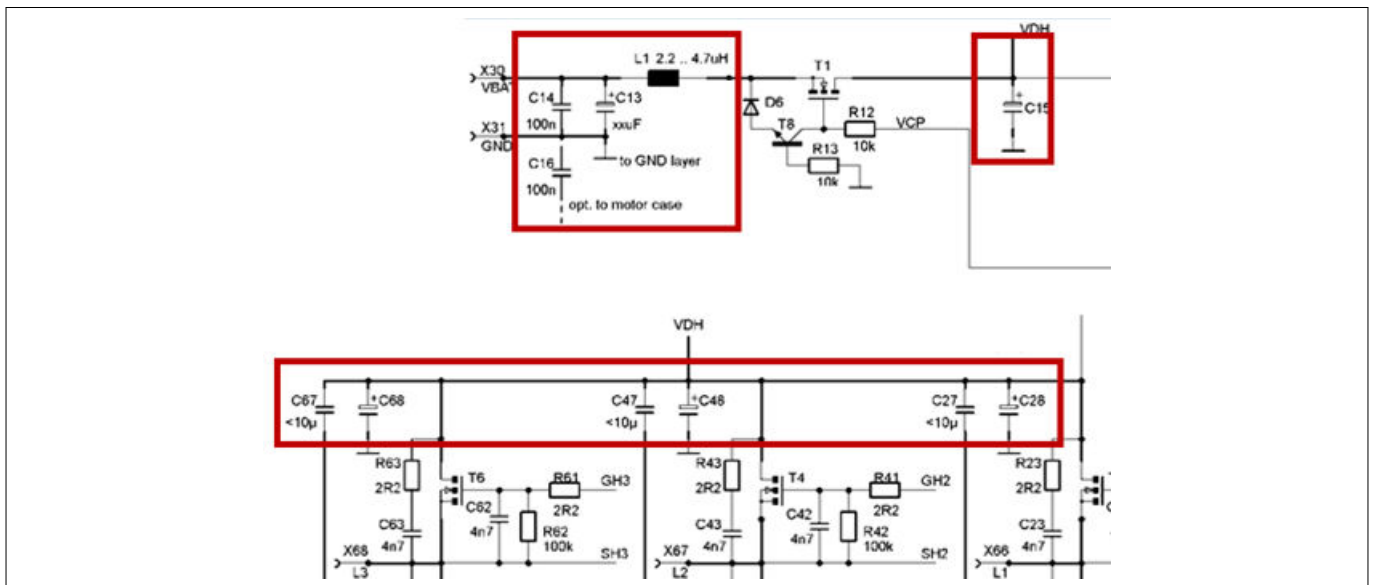 VDH
L1 2.2 .. 4.7uH
T1
X30
VBAT
C14
100n
+C13
xxuF
D6
+
C15
T8
R12
10k
VCP
X31
GND
R13
10k
C16
100n
to GND layer
opt. to motor case
VDH
C67
<10µ
+C68
C47
<10µ
+C48
C27
<10µ
+C28
R63
2R2
T6
R61
2R2
GH3
R43
2R2
T4
R41
2R2
GH2
R23
2R2
C62
4n7
R62
100k
C63
4n7
C42
4n7
R42
100k
C43
4n7
C23
4n7
X68
L3
SH3
X67
L2
SH2
X66
L1